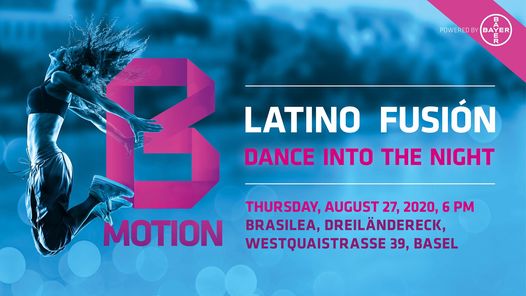 POWERED BY
BAYER
BAYER
B
MOTION
LATINO FUSIÓN
DANCE INTO THE NIGHT
THURSDAY, AUGUST 27, 2020, 6 PM
BRASILEA, DREILÄNDERECK,
WESTQUAISTRASSE 39, BASEL